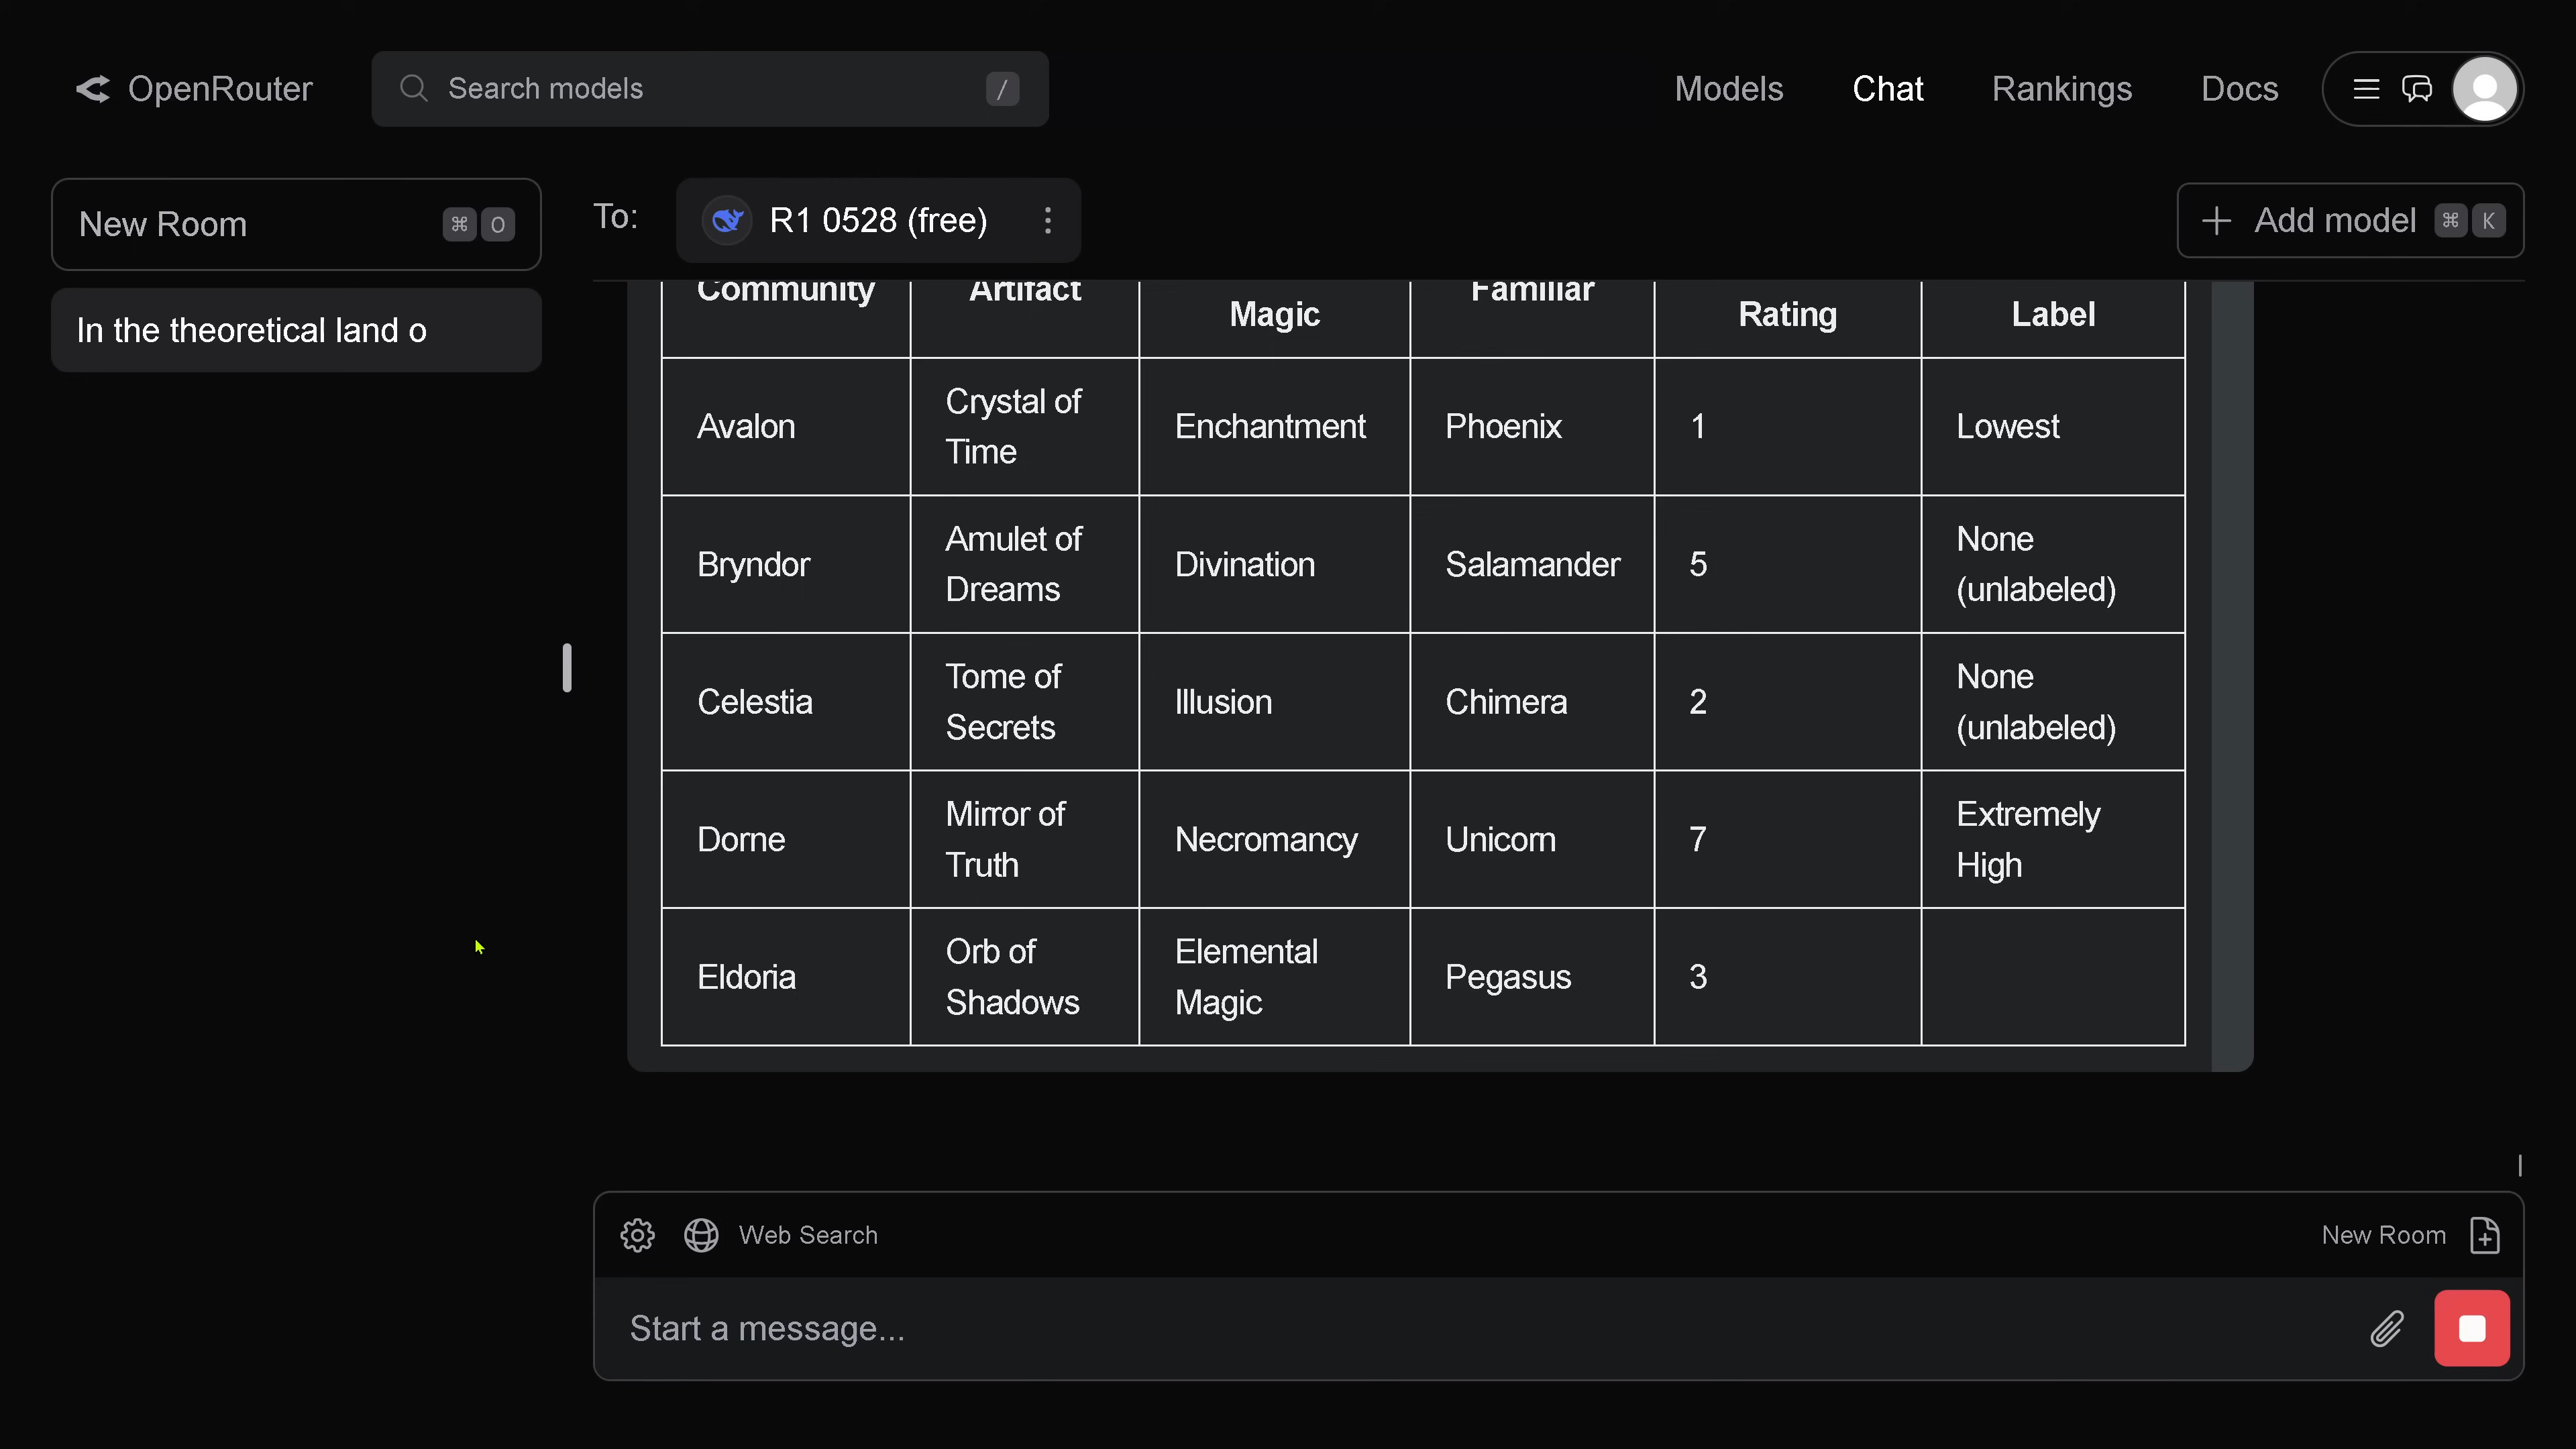 OpenRouter
Search models
/
Models
Chat
Rankings
Docs
New Room
⌘ O
To:
R1 0528 (free)
Add model
⌘ K
In the theoretical land o
Community Artifact Magic Familiar Rating Label
Avalon Crystal of Time Enchantment Phoenix 1 Lowest
Bryndor Amulet of Dreams Divination Salamander 5 None (unlabeled)
Celestia Tome of Secrets Illusion Chimera 2 None (unlabeled)
Dorne Mirror of Truth Necromancy Unicorn 7 Extremely High
Eldoria Orb of Shadows Elemental Magic Pegasus 3
Web Search
New Room
Start a message...